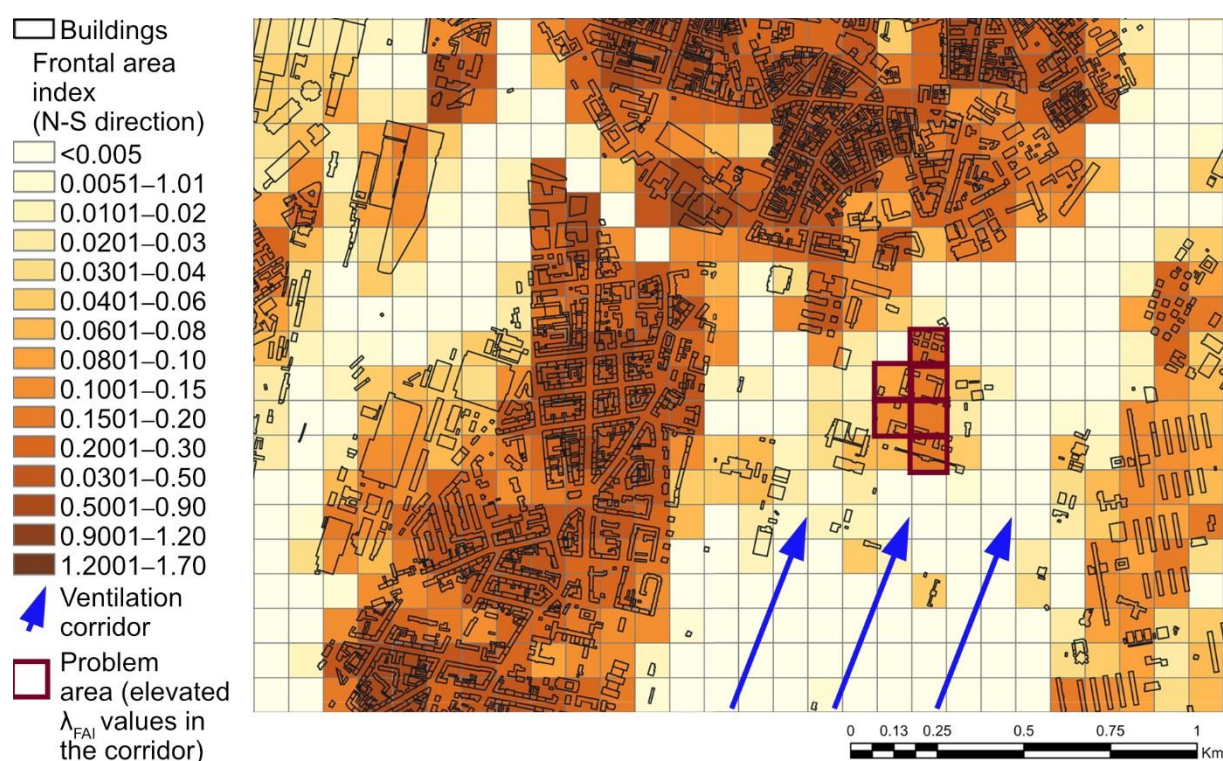 Buildings
Frontal area
index
(N-S direction)
<0.005
0.0051–1.01
0.0101–0.02
0.0201–0.03
0.0301–0.04
0.0401–0.06
0.0601–0.08
0.0801–0.10
0.1001–0.15
0.1501–0.20
0.2001–0.30
0.0301–0.50
0.5001–0.90
0.9001–1.20
1.2001–1.70
Ventilation
corridor
Problem
area (elevated
λFAI values in
the corridor)
0 0.13 0.25 0.5 0.75 1
Km